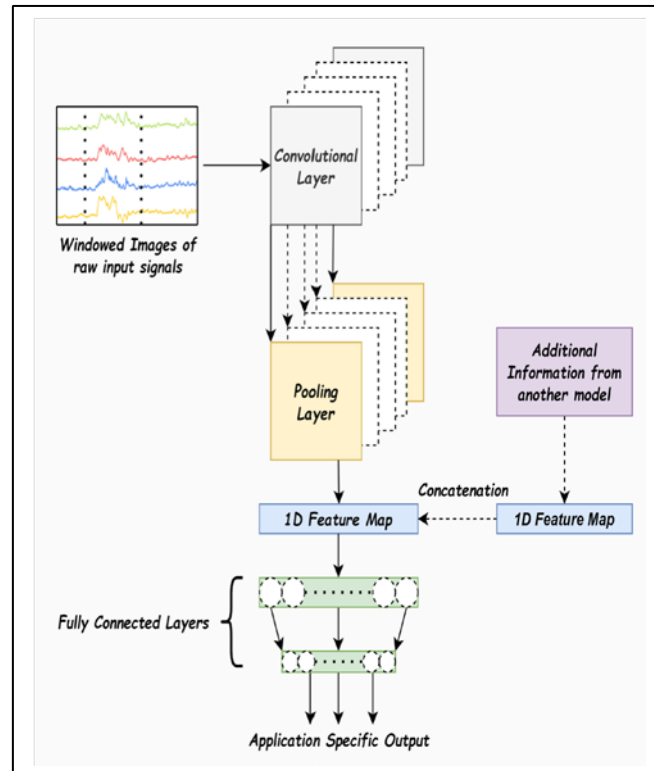 Convolutional
Layer
Windowed Images of
raw input signals
Pooling
Layer
Additional
Information from
another model
Concatenation
1D Feature Map
1D Feature Map
Fully Connected Layers
Application Specific Output